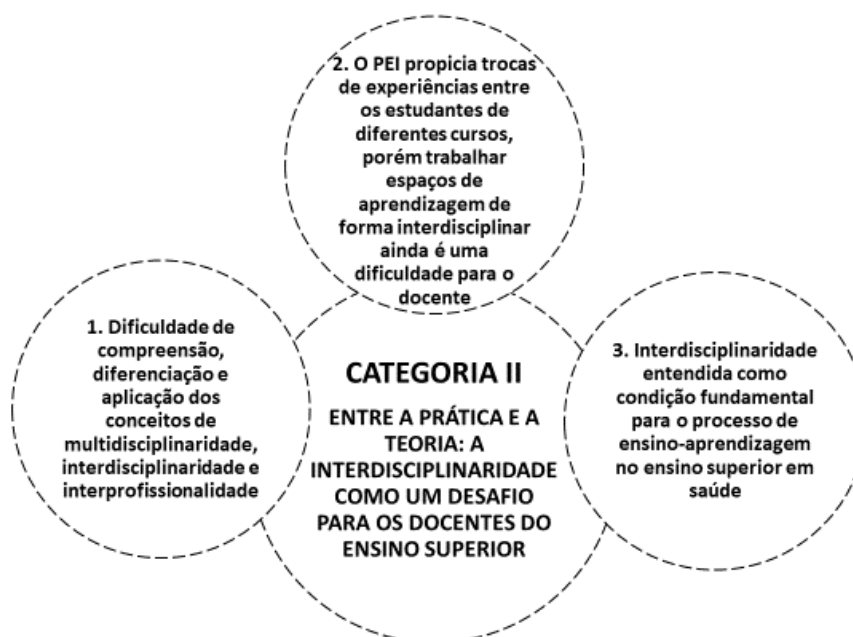 2. O PEI propicia trocas
de experiências entre
os estudantes de
diferentes cursos,
porém trabalhar
espaços de
aprendizagem de
forma interdisciplinar
ainda é uma
dificuldade para o
docente
1. Dificuldade de
compreensão,
diferenciação e
aplicação dos
conceitos de
multidisciplinaridade,
interdisciplinaridade e
interprofissionalidade
CATEGORIA II
ENTRE A PRÁTICA E A
TEORIA: A
INTERDISCIPLINARIDADE
COMO UM DESAFIO
PARA OS DOCENTES DO
ENSINO SUPERIOR
3. Interdisciplinaridade
entendida como
condição fundamental
para o processo de
ensino-aprendizagem
no ensino superior em
saúde